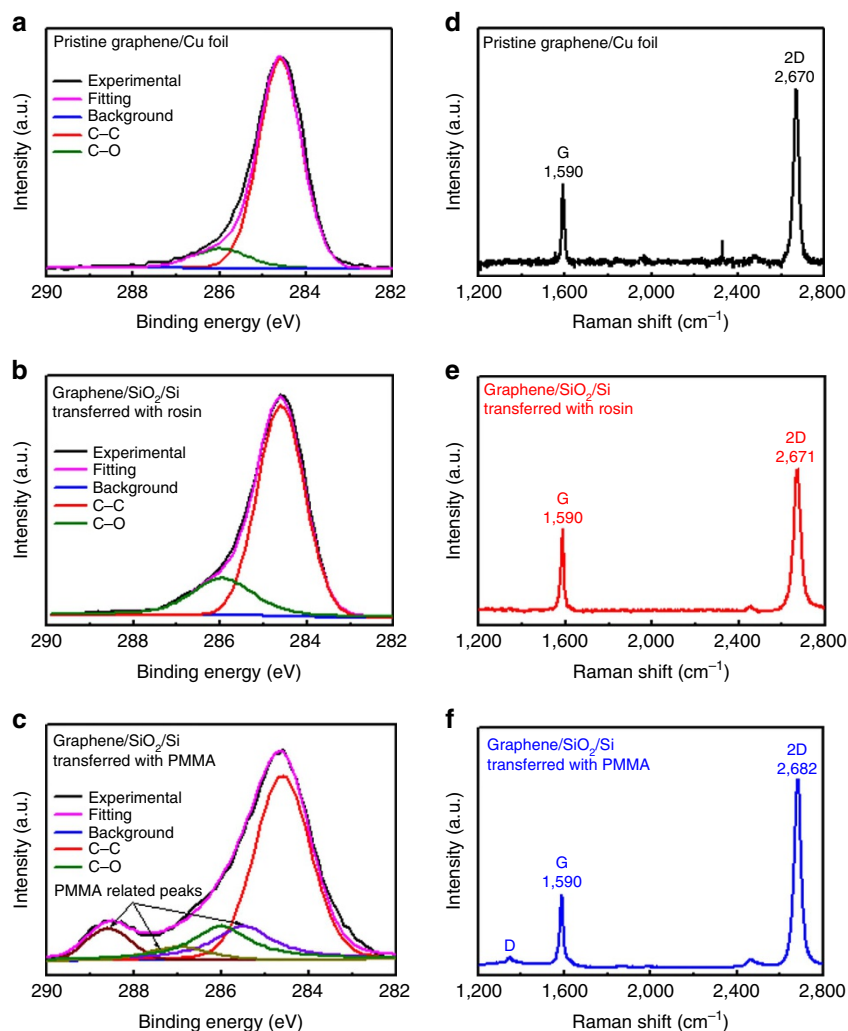 a
Pristine graphene/Cu foil
Experimental
Fitting
Background
C–C
C–O
Intensity (a.u.)
290
288
286
284
282
Binding energy (eV)
d
Pristine graphene/Cu foil
2D
2,670
G
1,590
Intensity (a.u.)
1,200
1,600
2,000
2,400
2,800
Raman shift (cm⁻¹)
b
Graphene/SiO₂/Si
transferred with rosin
Experimental
Fitting
Background
C–C
C–O
Intensity (a.u.)
290
288
286
284
282
Binding energy (eV)
e
Graphene/SiO₂/Si
transferred with rosin
2D
2,671
G
1,590
Intensity (a.u.)
1,200
1,600
2,000
2,400
2,800
Raman shift (cm⁻¹)
c
Graphene/SiO₂/Si
transferred with PMMA
Experimental
Fitting
Background
C–C
C–O
PMMA related peaks
Intensity (a.u.)
290
288
286
284
282
Binding energy (eV)
f
Graphene/SiO₂/Si
transferred with PMMA
2D
2,682
G
1,590
D
Intensity (a.u.)
1,200
1,600
2,000
2,400
2,800
Raman shift (cm⁻¹)